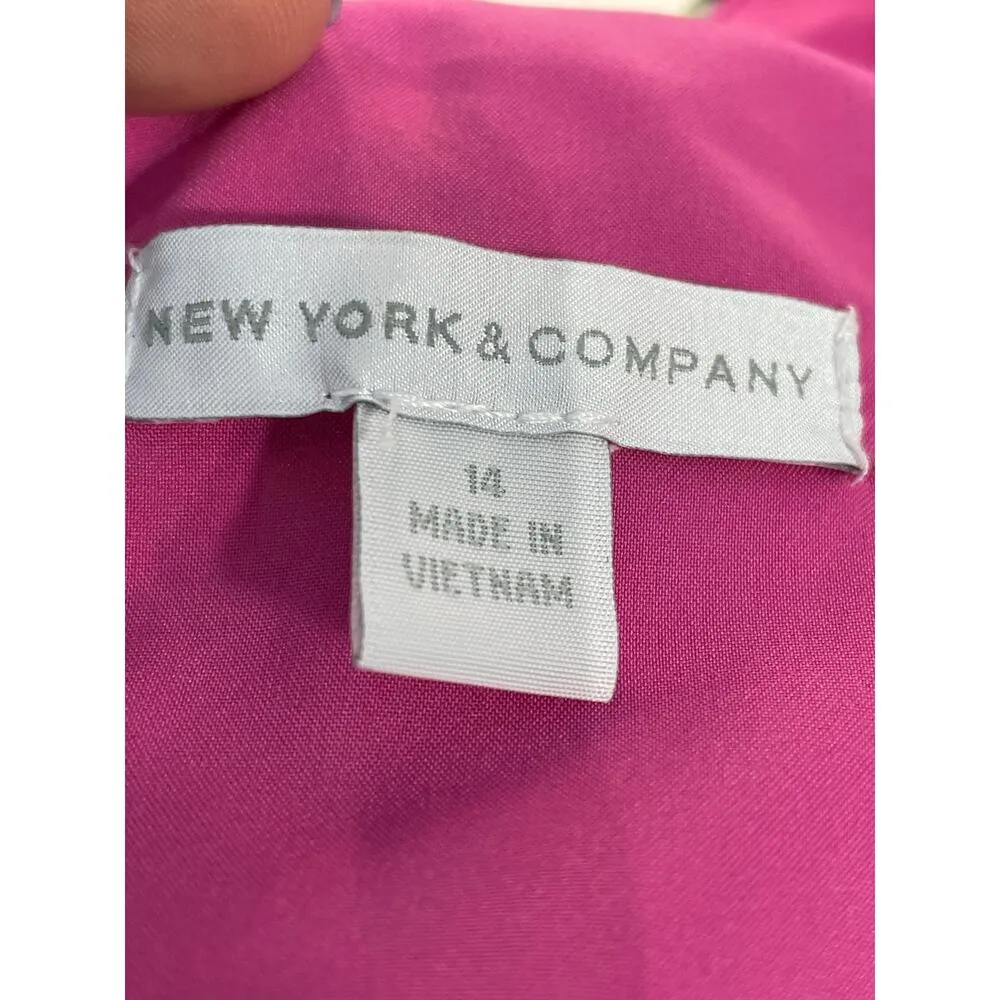 NEW YORK & COMPANY
14
MADE IN
VIETNAM